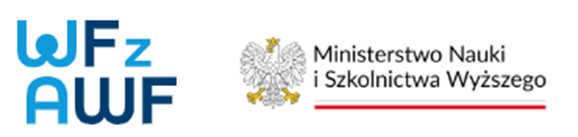 WFz
AWF
Ministerstwo Nauki
i Szkolnictwa Wyższego